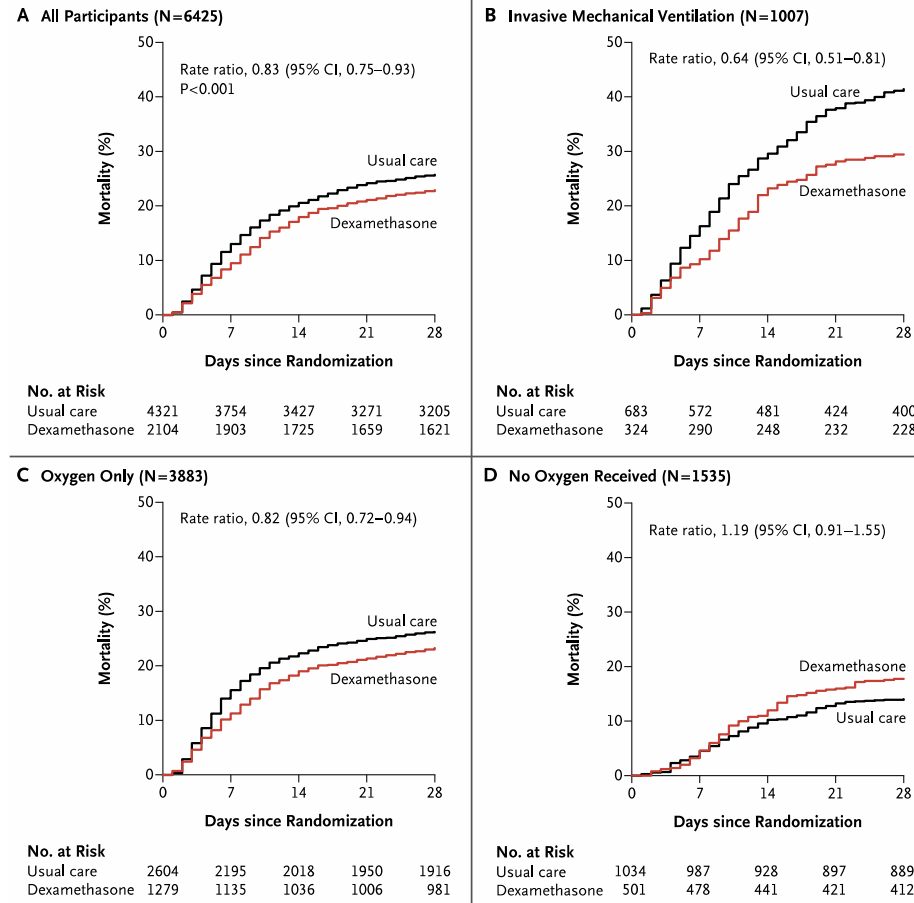 A All Participants (N=6425)
50
40
30
20
10
0
Mortality (%)
Rate ratio, 0.83 (95% CI, 0.75–0.93)
P<0.001
Usual care
Dexamethasone
0 7 14 21 28
Days since Randomization
No. at Risk
Usual care 4321 3754 3427 3271 3205
Dexamethasone 2104 1903 1725 1659 1621
B Invasive Mechanical Ventilation (N=1007)
50
40
30
20
10
0
Mortality (%)
Rate ratio, 0.64 (95% CI, 0.51–0.81)
Usual care
Dexamethasone
0 7 14 21 28
Days since Randomization
No. at Risk
Usual care 683 572 481 424 400
Dexamethasone 324 290 248 232 228
C Oxygen Only (N=3883)
50
40
30
20
10
0
Mortality (%)
Rate ratio, 0.82 (95% CI, 0.72–0.94)
Usual care
Dexamethasone
0 7 14 21 28
Days since Randomization
No. at Risk
Usual care 2604 2195 2018 1950 1916
Dexamethasone 1279 1135 1036 1006 981
D No Oxygen Received (N=1535)
50
40
30
20
10
0
Mortality (%)
Rate ratio, 1.19 (95% CI, 0.91–1.55)
Dexamethasone
Usual care
0 7 14 21 28
Days since Randomization
No. at Risk
Usual care 1034 987 928 897 889
Dexamethasone 501 478 441 421 412